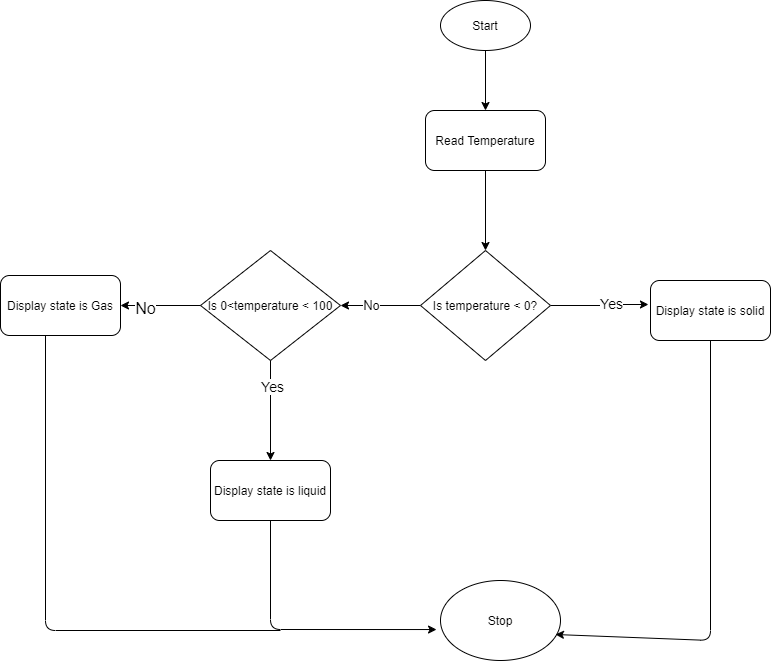 Start
Read Temperature
Is temperature < 0?
Yes
Display state is solid
No
Is 0<temperature < 100
No
Display state is Gas
Yes
Display state is liquid
Stop